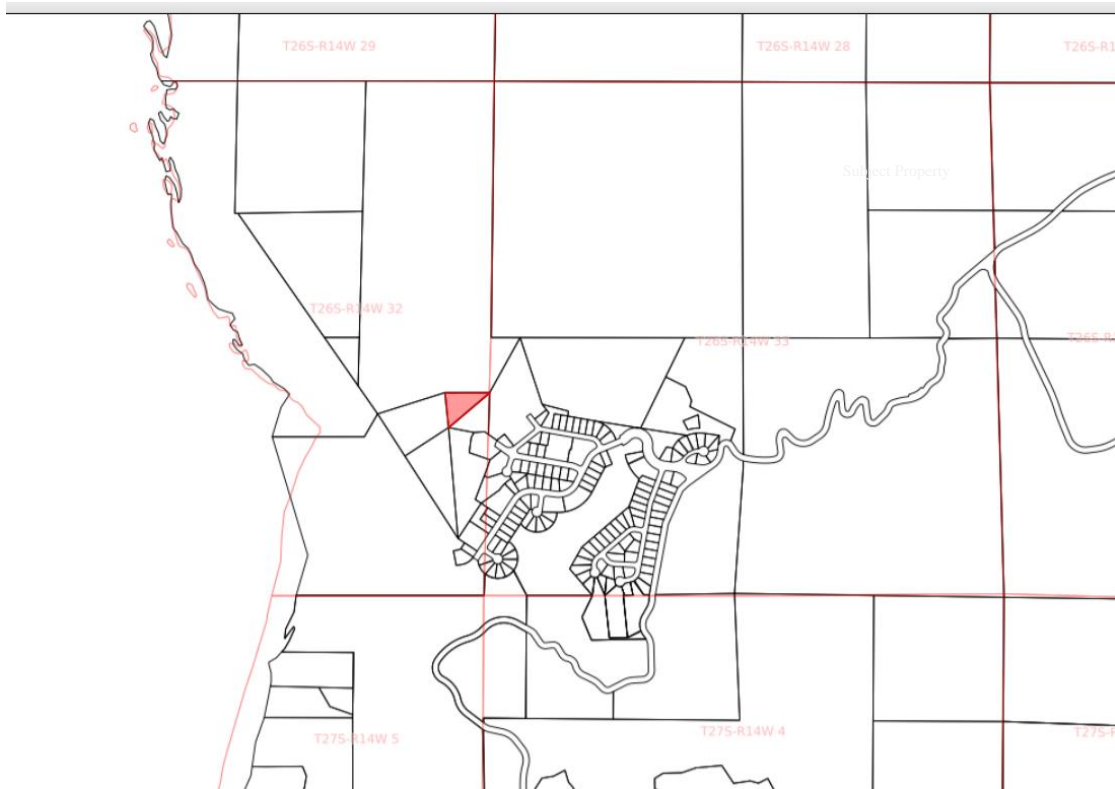 T26S-R14W 29
T26S-R14W 28
T26S-R1
Subject Property
T26S-R14W 32
T26S-R14W 33
T26S-R
T27S-R14W 5
T27S-R14W 4
T27S-R